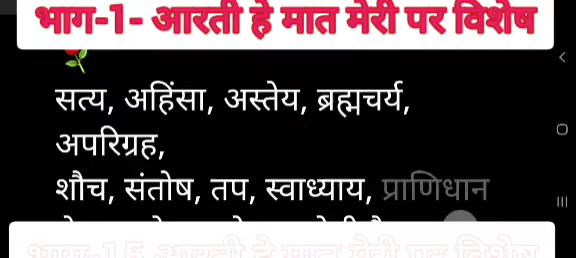 भाग-1- आरती हे मात मेरी पर विशेष
सत्य, अहिंसा, अस्तेय, ब्रह्मचर्य,
अपरिग्रह,
शौच, संतोष, तप, स्वाध्याय, प्राणिधान